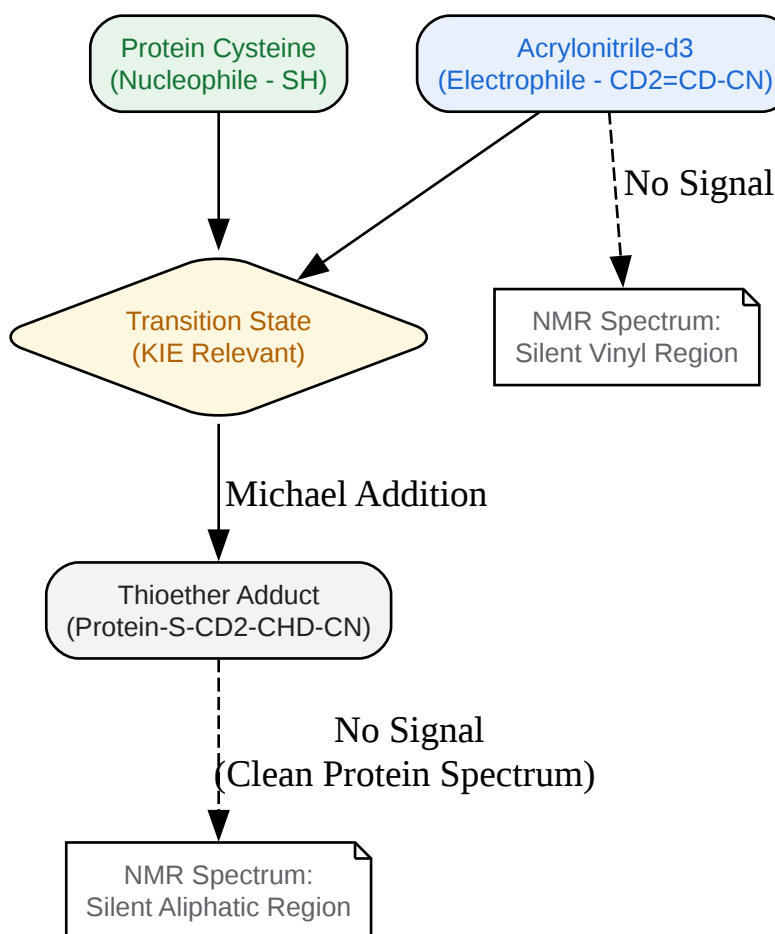 Protein Cysteine
(Nucleophile - SH)
Acrylonitrile-d3
(Electrophile - CD2=CD-CN)
No Signal
Transition State
(KIE Relevant)
NMR Spectrum:
Silent Vinyl Region
Michael Addition
Thioether Adduct
(Protein-S-CD2-CHD-CN)
No Signal
(Clean Protein Spectrum)
NMR Spectrum:
Silent Aliphatic Region